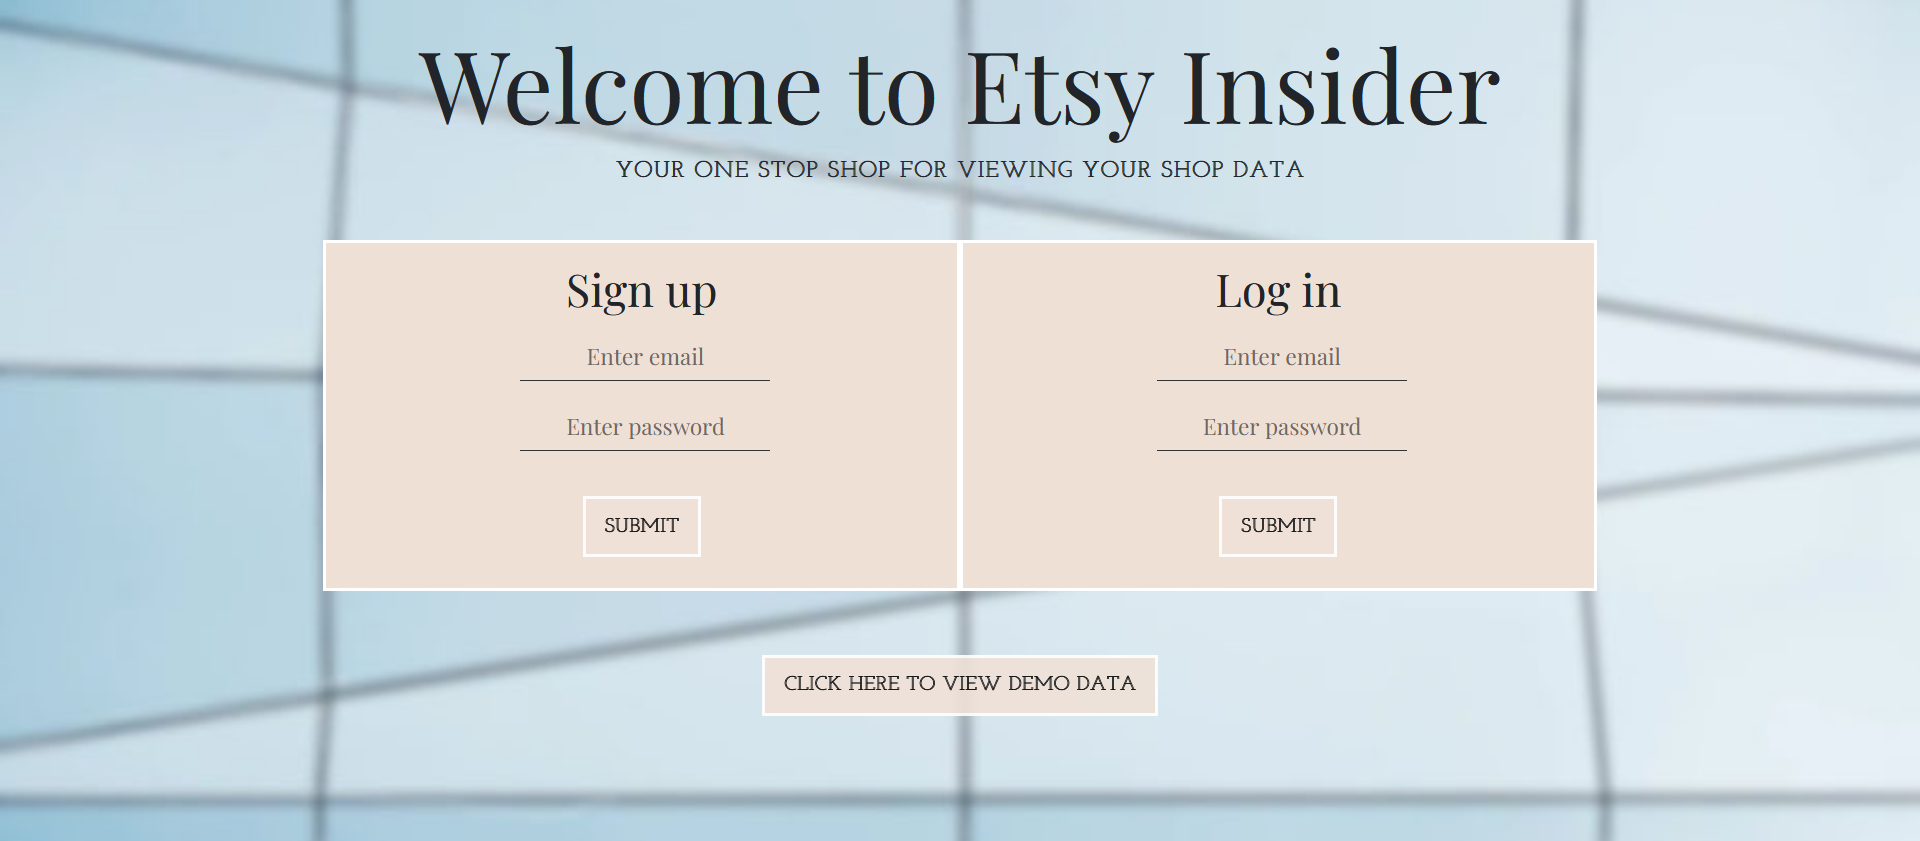 Welcome to Etsy Insider
YOUR ONE STOP SHOP FOR VIEWING YOUR SHOP DATA
Sign up
Enter email
Enter password
SUBMIT
Log in
Enter email
Enter password
SUBMIT
CLICK HERE TO VIEW DEMO DATA